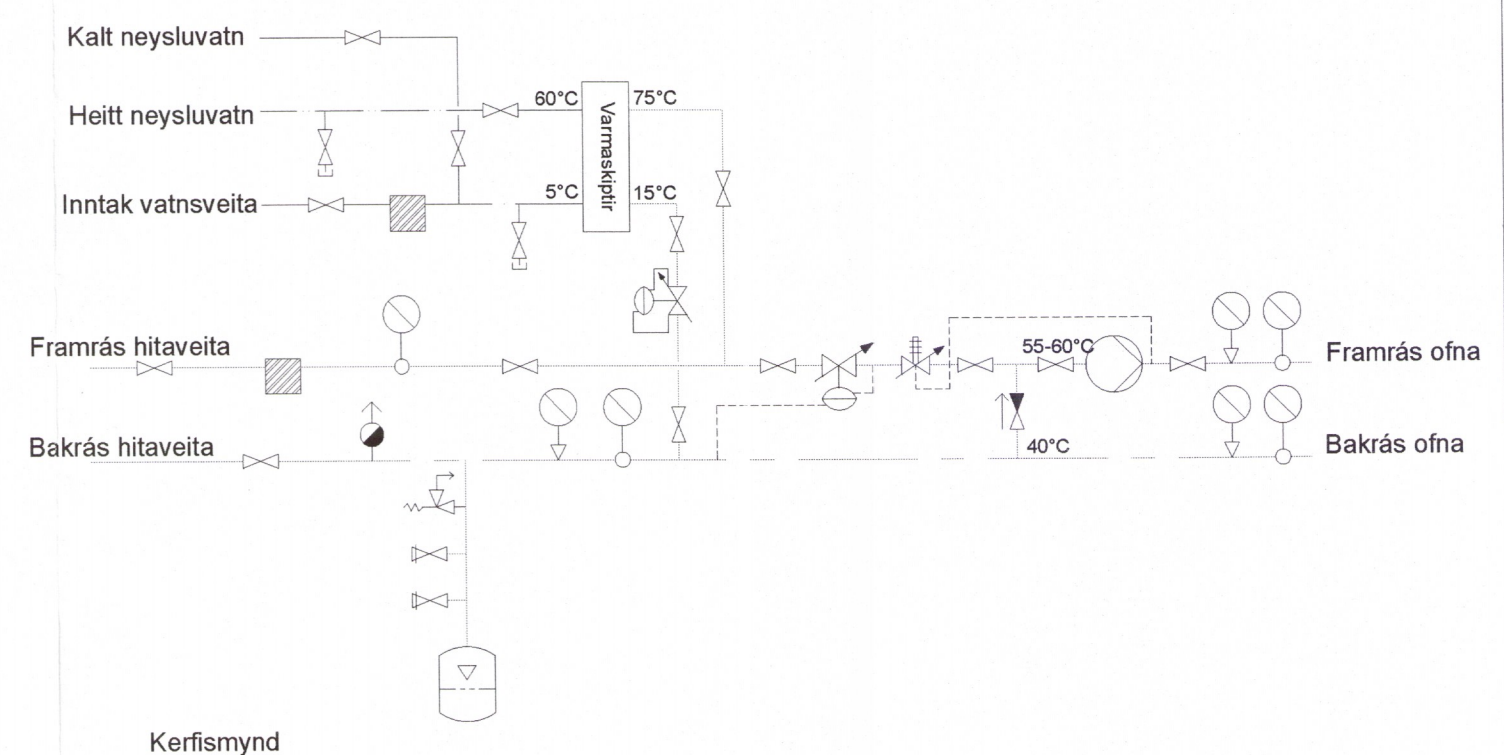 Kalt neysluvatn
Heitt neysluvatn
60°C
75°C
Varmaskiptir
Inntak vatnsveita
5°C
15°C
Framrás hitaveita
55-60°C
Framrás ofna
Bakrás hitaveita
40°C
Bakrás ofna
Kerfismynd